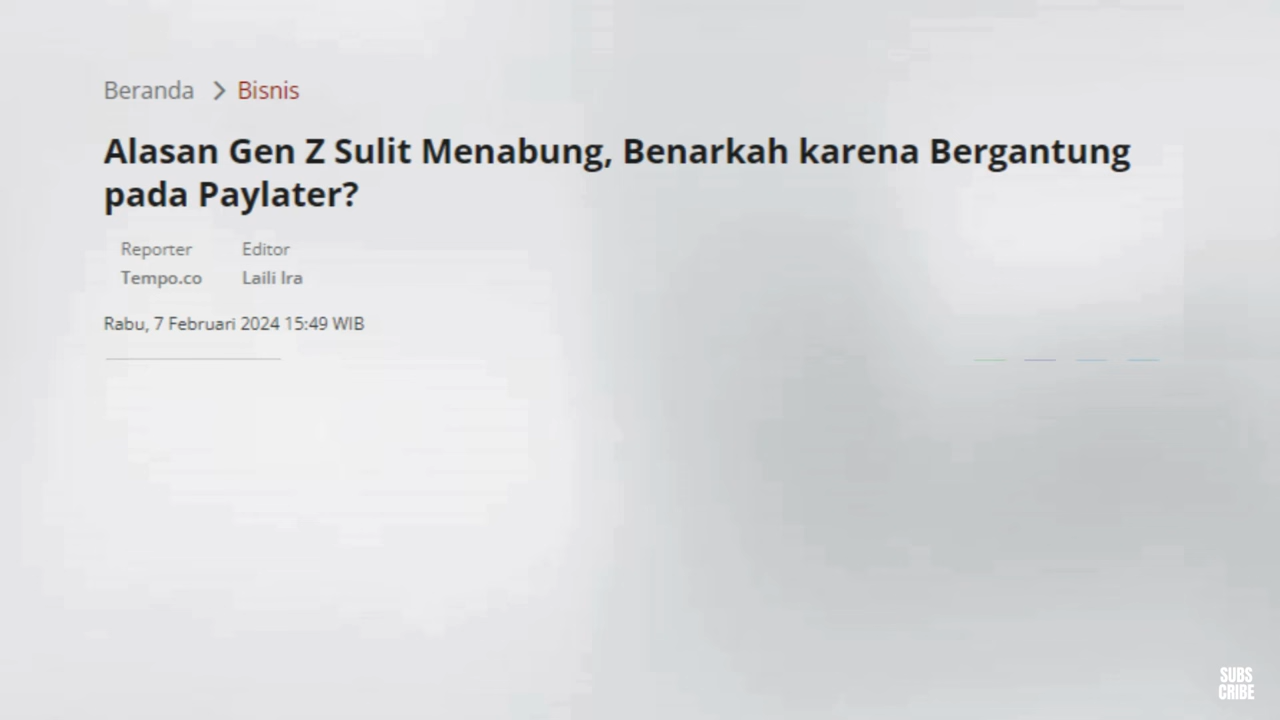 Beranda > Bisnis
Alasan Gen Z Sulit Menabung, Benarkah karena Bergantung
pada Paylater?
Reporter Editor
Tempo.co Laili Ira
Rabu, 7 Februari 2024 15:49 WIB
SUBS
CRIBE